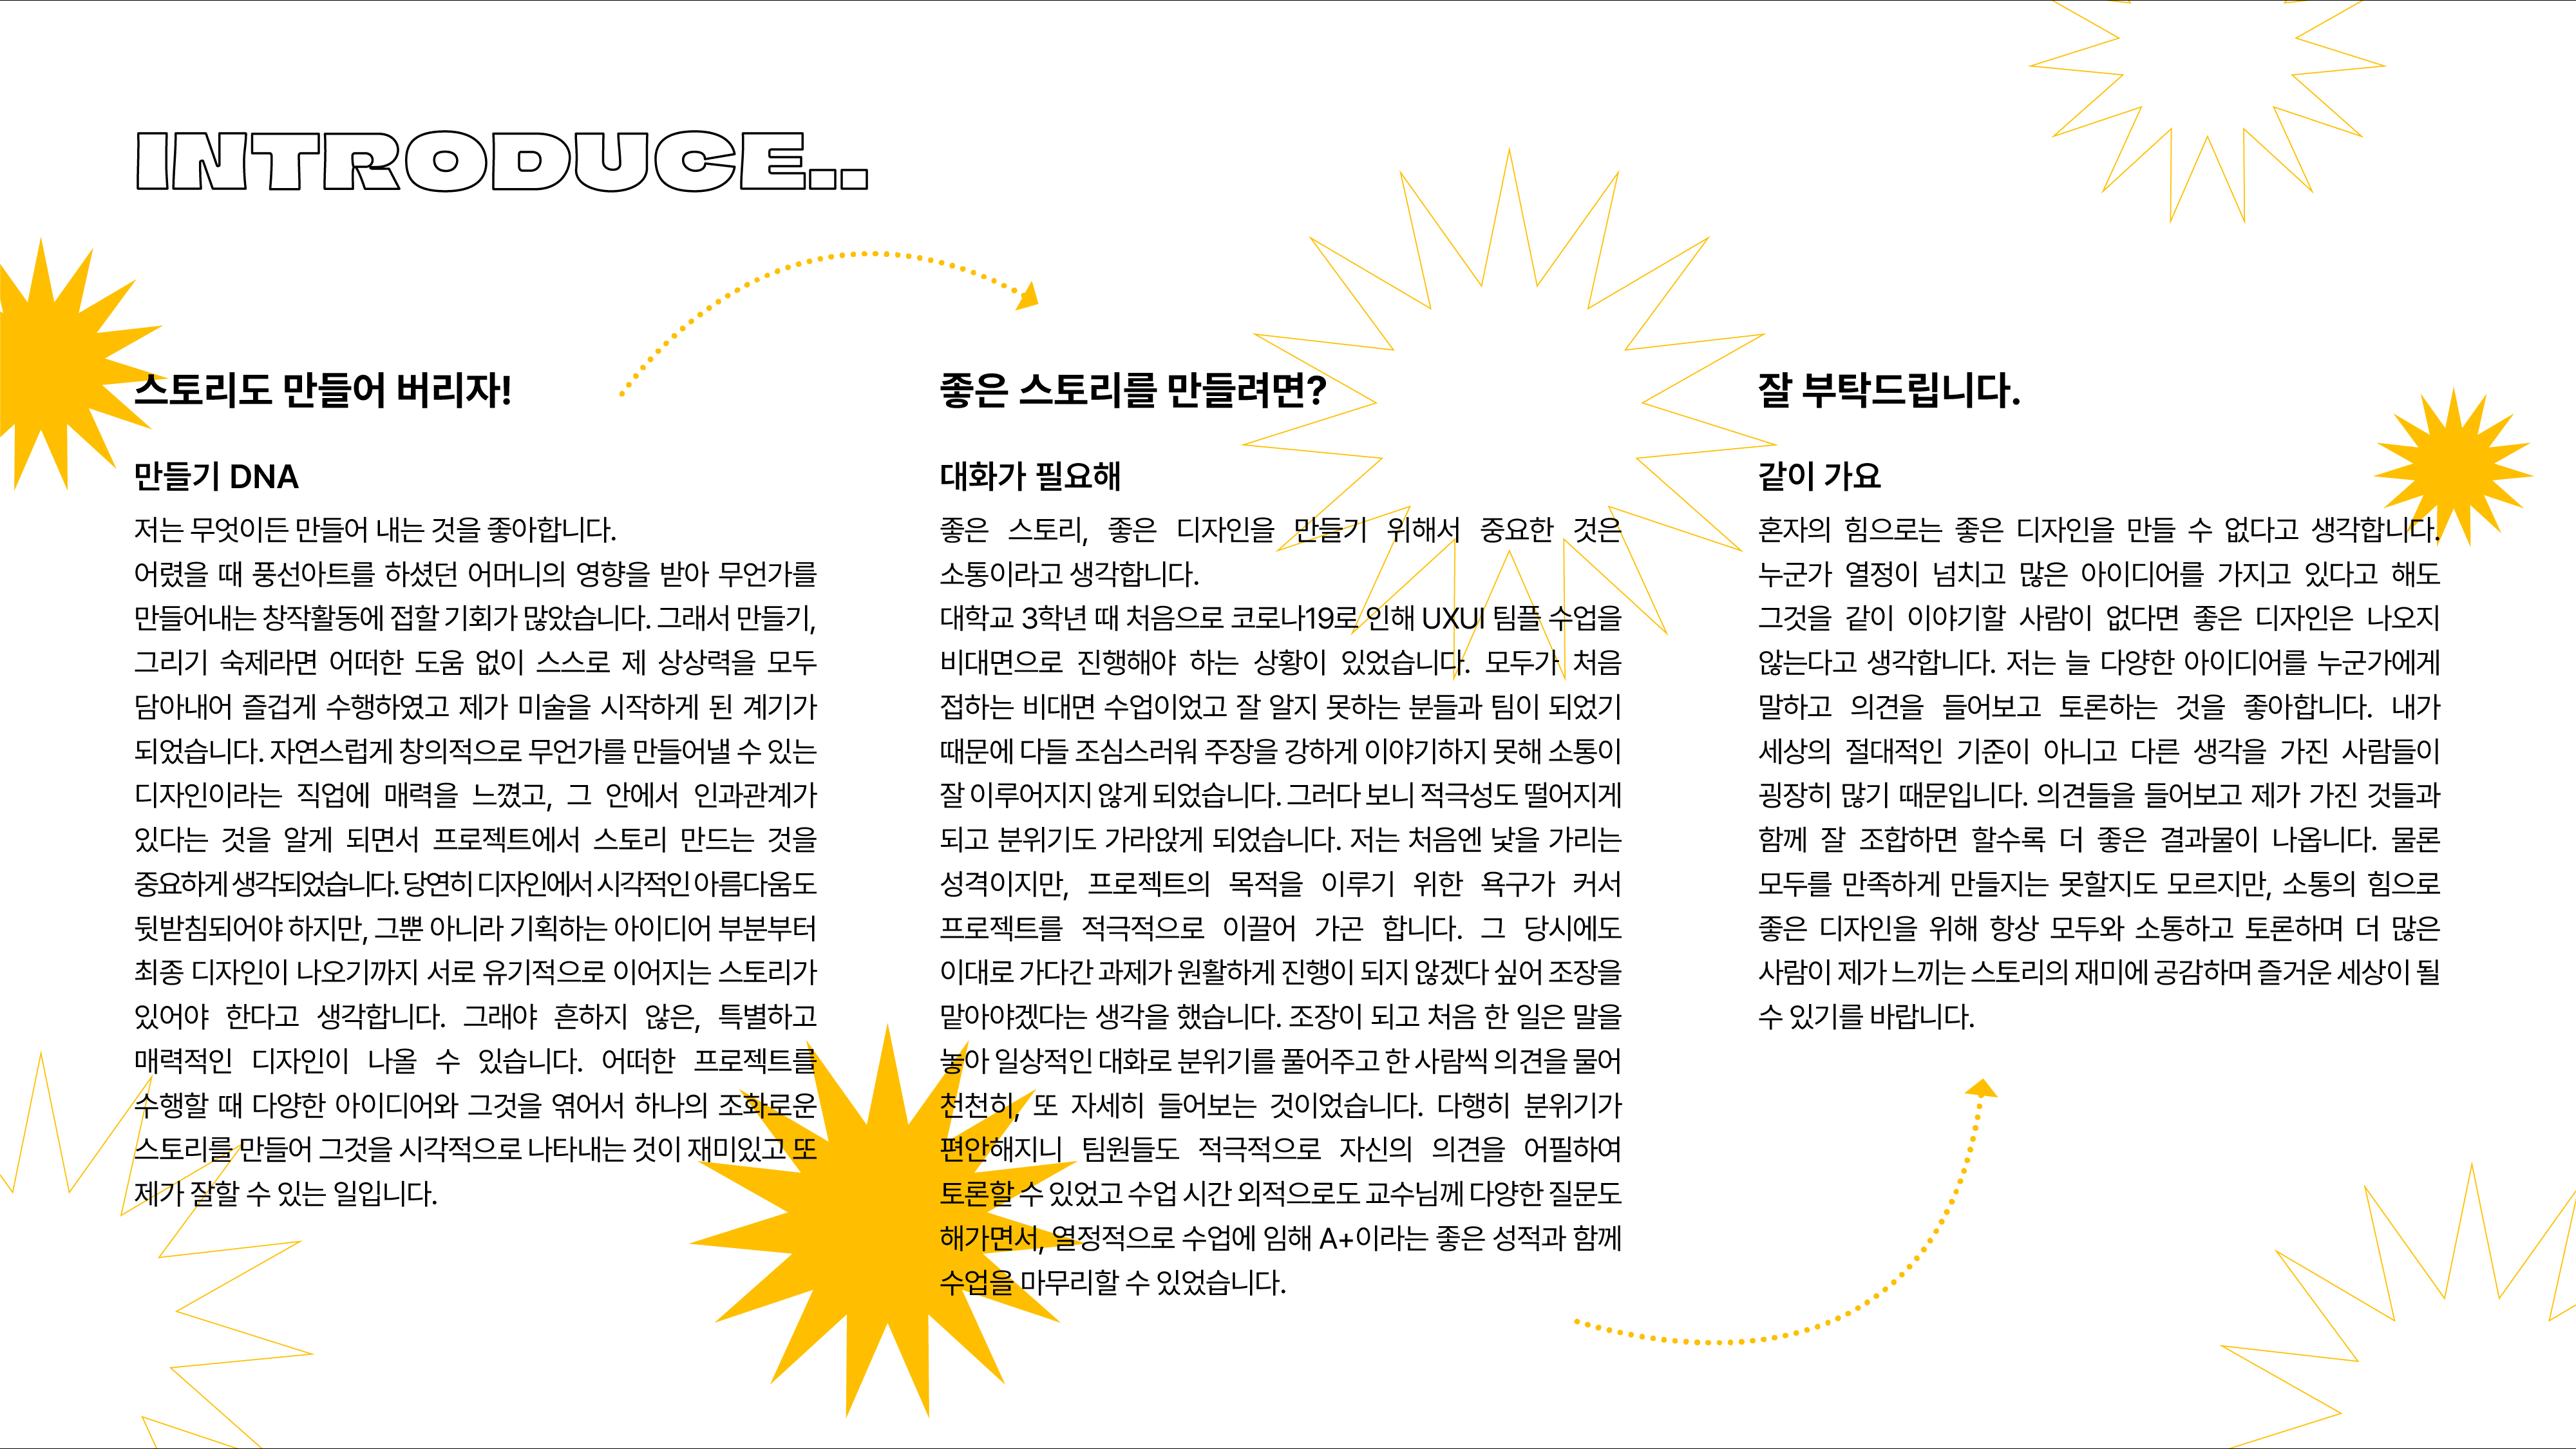 INTRODUCE..
스토리도 만들어 버리자!
만들기 DNA
저는 무엇이든 만들어 내는 것을 좋아합니다.
어렸을 때 풍선아트를 하셨던 어머니의 영향을 받아 무언가를
만들어내는 창작활동에 접할 기회가 많았습니다. 그래서 만들기,
그리기 숙제라면 어떠한 도움 없이 스스로 제 상상력을 모두
담아내어 즐겁게 수행하였고 제가 미술을 시작하게 된 계기가
되었습니다. 자연스럽게 창의적으로 무언가를 만들어낼 수 있는
디자인이라는 직업에 매력을 느꼈고, 그 안에서 인과관계가
있다는 것을 알게 되면서 프로젝트에서 스토리 만드는 것을
중요하게 생각되었습니다. 당연히 디자인에서 시각적인 아름다움도
뒷받침되어야 하지만, 그뿐 아니라 기획하는 아이디어 부분부터
최종 디자인이 나오기까지 서로 유기적으로 이어지는 스토리가
있어야 한다고 생각합니다. 그래야 흔하지 않은, 특별하고
매력적인 디자인이 나올 수 있습니다. 어떠한 프로젝트를
수행할 때 다양한 아이디어와 그것을 엮어서 하나의 조화로운
스토리를 만들어 그것을 시각적으로 나타내는 것이 재미있고 또
제가 잘할 수 있는 일입니다.
좋은 스토리를 만들려면?
대화가 필요해
좋은 스토리, 좋은 디자인을 만들기 위해서 중요한 것은
소통이라고 생각합니다.
대학교 3학년 때 처음으로 코로나19로 인해 UXUI 팀플 수업을
비대면으로 진행해야 하는 상황이 있었습니다. 모두가 처음
접하는 비대면 수업이었고 잘 알지 못하는 분들과 팀이 되었기
때문에 다들 조심스러워 주장을 강하게 이야기하지 못해 소통이
잘 이루어지지 않게 되었습니다. 그러다 보니 적극성도 떨어지게
되고 분위기도 가라앉게 되었습니다. 저는 처음엔 낯을 가리는
성격이지만, 프로젝트의 목적을 이루기 위한 욕구가 커서
프로젝트를 적극적으로 이끌어 가곤 합니다. 그 당시에도
이대로 가다간 과제가 원활하게 진행이 되지 않겠다 싶어 조장을
맡아야겠다는 생각을 했습니다. 조장이 되고 처음 한 일은 말을
놓아 일상적인 대화로 분위기를 풀어주고 한 사람씩 의견을 물어
천천히, 또 자세히 들어보는 것이었습니다. 다행히 분위기가
편안해지니 팀원들도 적극적으로 자신의 의견을 어필하여
토론할 수 있었고 수업 시간 외적으로도 교수님께 다양한 질문도
해가면서, 열정적으로 수업에 임해 A+이라는 좋은 성적과 함께
수업을 마무리할 수 있었습니다.
잘 부탁드립니다.
같이 가요
혼자의 힘으로는 좋은 디자인을 만들 수 없다고 생각합니다.
누군가 열정이 넘치고 많은 아이디어를 가지고 있다고 해도
그것을 같이 이야기할 사람이 없다면 좋은 디자인은 나오지
않는다고 생각합니다. 저는 늘 다양한 아이디어를 누군가에게
말하고 의견을 들어보고 토론하는 것을 좋아합니다. 내가
세상의 절대적인 기준이 아니고 다른 생각을 가진 사람들이
굉장히 많기 때문입니다. 의견들을 들어보고 제가 가진 것들과
함께 잘 조합하면 할수록 더 좋은 결과물이 나옵니다. 물론
모두를 만족하게 만들지는 못할지도 모르지만, 소통의 힘으로
좋은 디자인을 위해 항상 모두와 소통하고 토론하며 더 많은
사람이 제가 느끼는 스토리의 재미에 공감하며 즐거운 세상이 될
수 있기를 바랍니다.